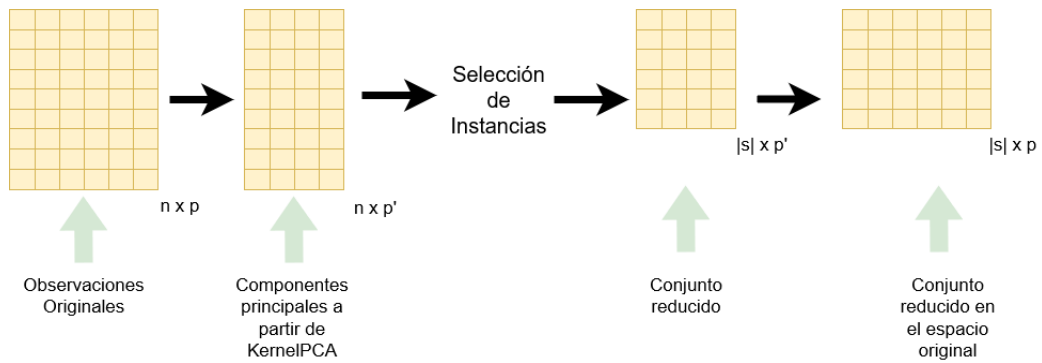 Selección
de
Instancias
n x p
n x p'
|s| x p'
|s| x p
Observaciones
Originales
Componentes
principales a
partir de
KernelPCA
Conjunto
reducido
Conjunto
reducido en
el espacio
original